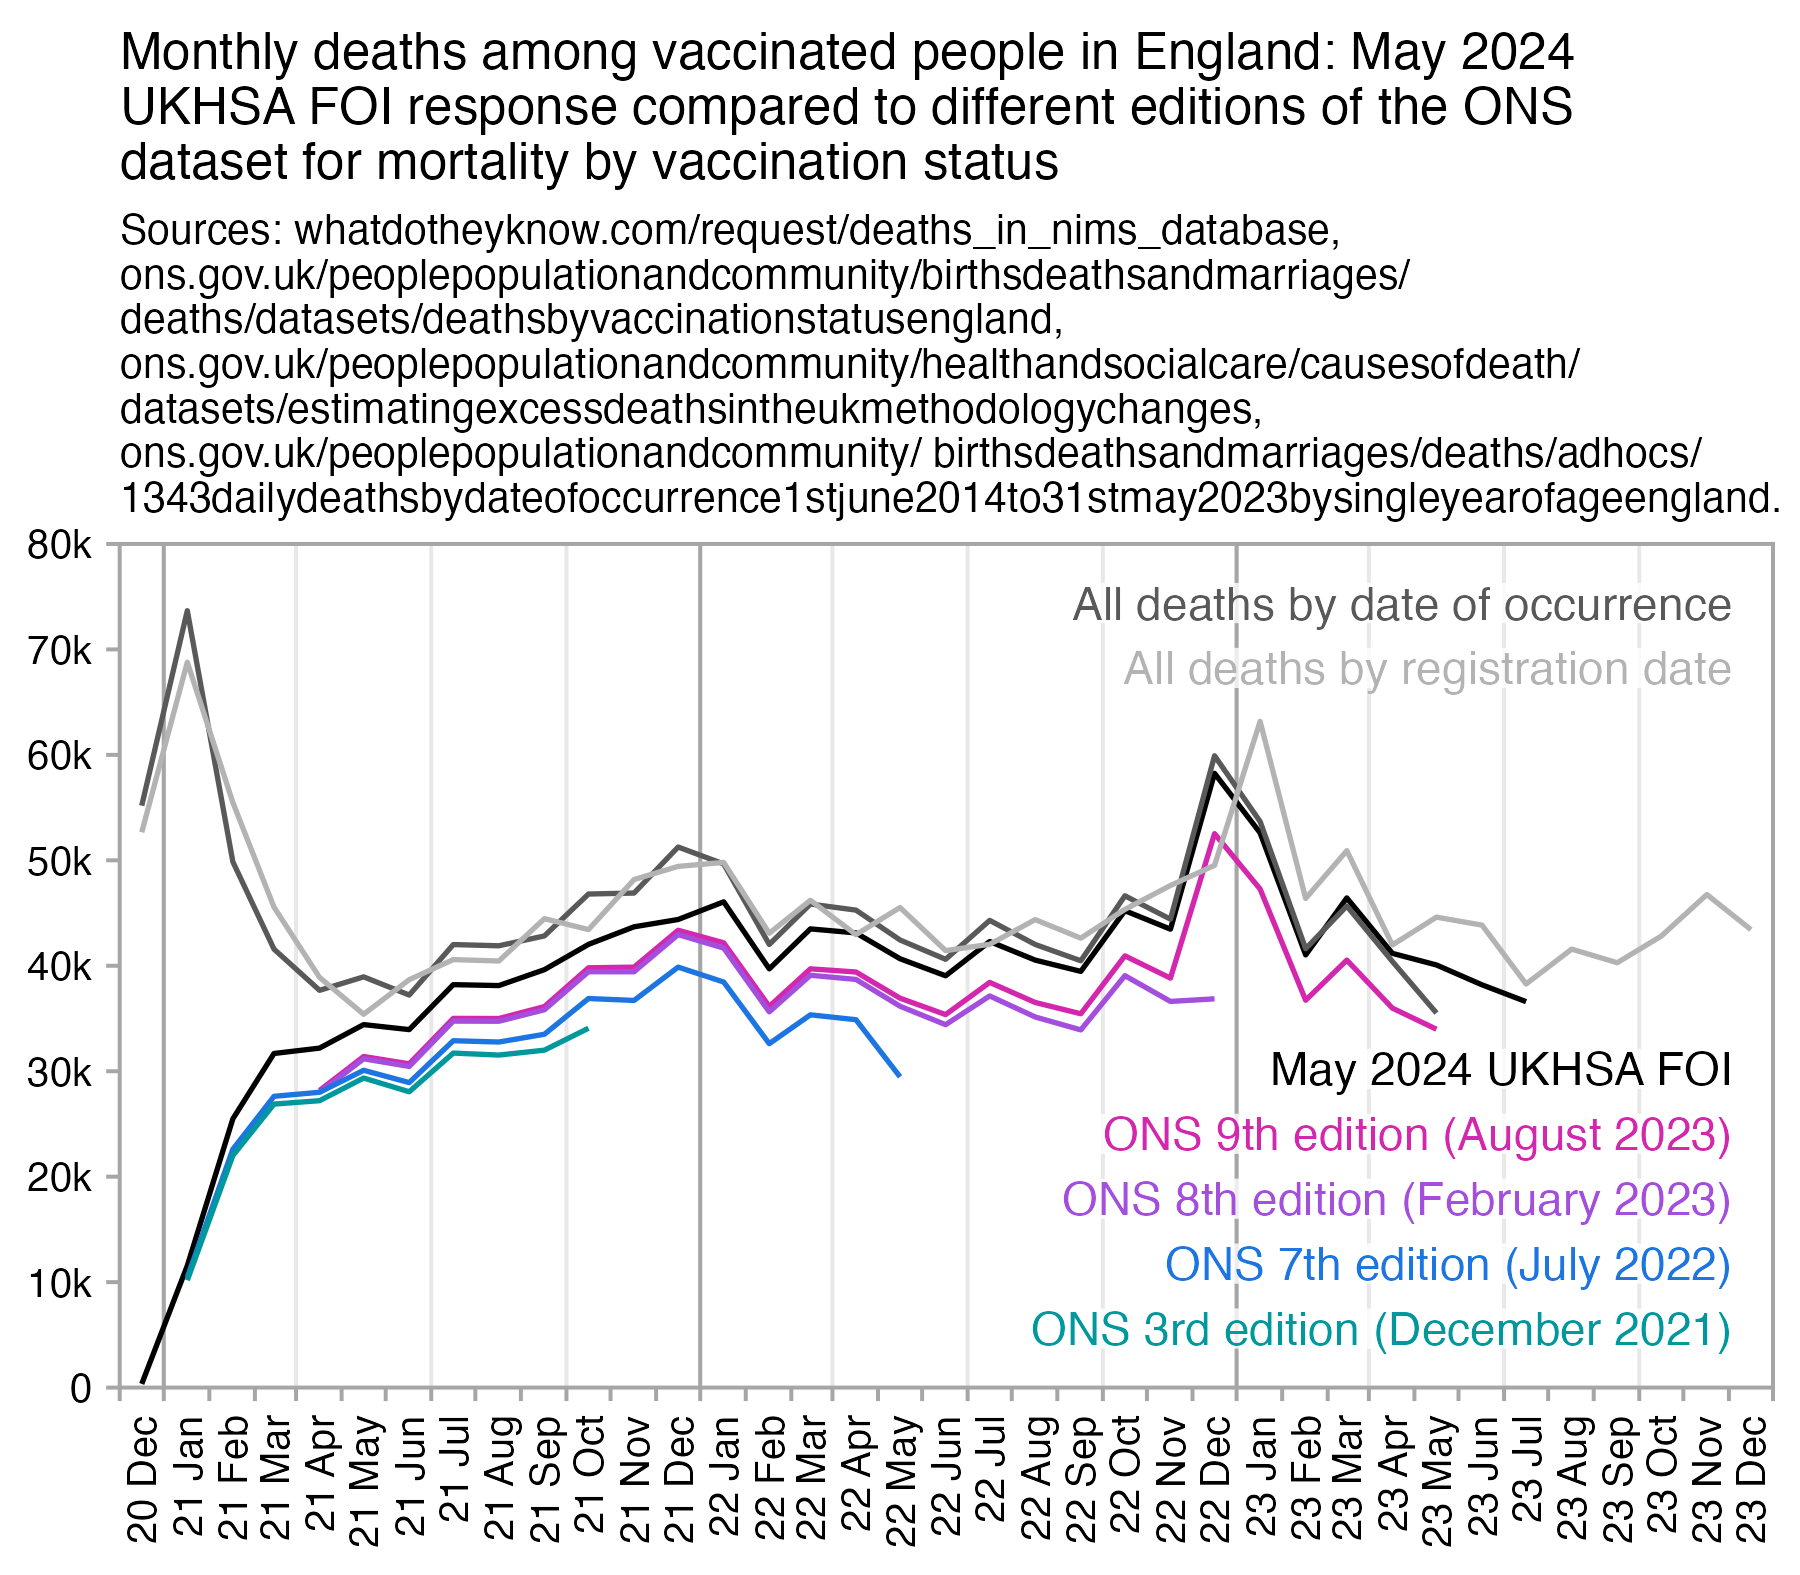 Monthly deaths among vaccinated people in England: May 2024
UKHSA FOI response compared to different editions of the ONS
dataset for mortality by vaccination status
Sources: whatdotheyknow.com/request/deaths_in_nims_database,
ons.gov.uk/peoplepopulationandcommunity/birthsdeathsandmarriages/
deaths/datasets/deathsbyvaccinationstatusengland,
ons.gov.uk/peoplepopulationandcommunity/healthandsocialcare/causesofdeath/
datasets/estimatingexcessdeathsintheukmethodologychanges,
ons.gov.uk/peoplepopulationandcommunity/ birthsdeathsandmarriages/deaths/adhocs/
1343dailydeathsbydateofoccurrence1stjune2014to31stmay2023bysingleyearofageengland.
80k
70k
60k
50k
40k
30k
20k
10k
0
All deaths by date of occurrence
All deaths by registration date
May 2024 UKHSA FOI
ONS 9th edition (August 2023)
ONS 8th edition (February 2023)
ONS 7th edition (July 2022)
ONS 3rd edition (December 2021)
20 Dec
21 Jan
21 Feb
21 Mar
21 Apr
21 May
21 Jun
21 Jul
21 Aug
21 Sep
21 Oct
21 Nov
21 Dec
22 Jan
22 Feb
22 Mar
22 Apr
22 May
22 Jun
22 Jul
22 Aug
22 Sep
22 Oct
22 Nov
22 Dec
23 Jan
23 Feb
23 Mar
23 Apr
23 May
23 Jun
23 Jul
23 Aug
23 Sep
23 Oct
23 Nov
23 Dec